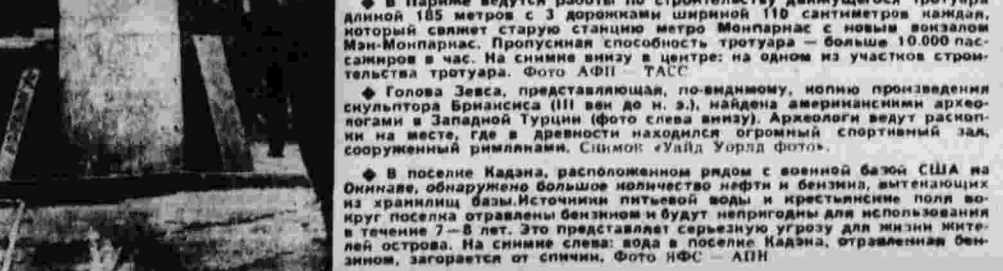 ◆ В Париже ведутся работы по строительству движущегося тротуара
длиной 185 метров с 3 дорожками шириной 110 сантиметров каждая,
который свяжет старую станцию метро Монпарнас с новым вокзалом
Мэн-Монпарнас. Пропускная способность тротуара — больше 10.000 пас-
сажиров в час. На снимке внизу в центре: на одном из участков строи-
тельства тротуара. Фото АФП — ТАСС
◆ Голова Зевса, представляющая, по-видимому, копию произведения
скульптора Бриансиса (III век до н. э.), найдена американскими архео-
логами в Западной Турции (фото слева внизу). Археологи ведут раскоп-
ки на месте, где в древности находился огромный спортивный зал,
сооруженный римлянами. Снимок «Уайд Уорлд фото».
◆ В поселке Кадэна, расположенном рядом с военной базой США на
Окинаве, обнаружено большое количество нефти и бензина, вытекающих
из хранилищ базы.Источники питьевой воды и крестьянские поля во-
круг поселка отравлены бензином и будут непригодны для использования
в течение 7—8 лет. Это представляет серьезную угрозу для жизни жите-
лей острова. На снимке слева: вода в поселке Кадэна, отравленная бен-
зином, загорается от спички. Фото ЯФС — АПН